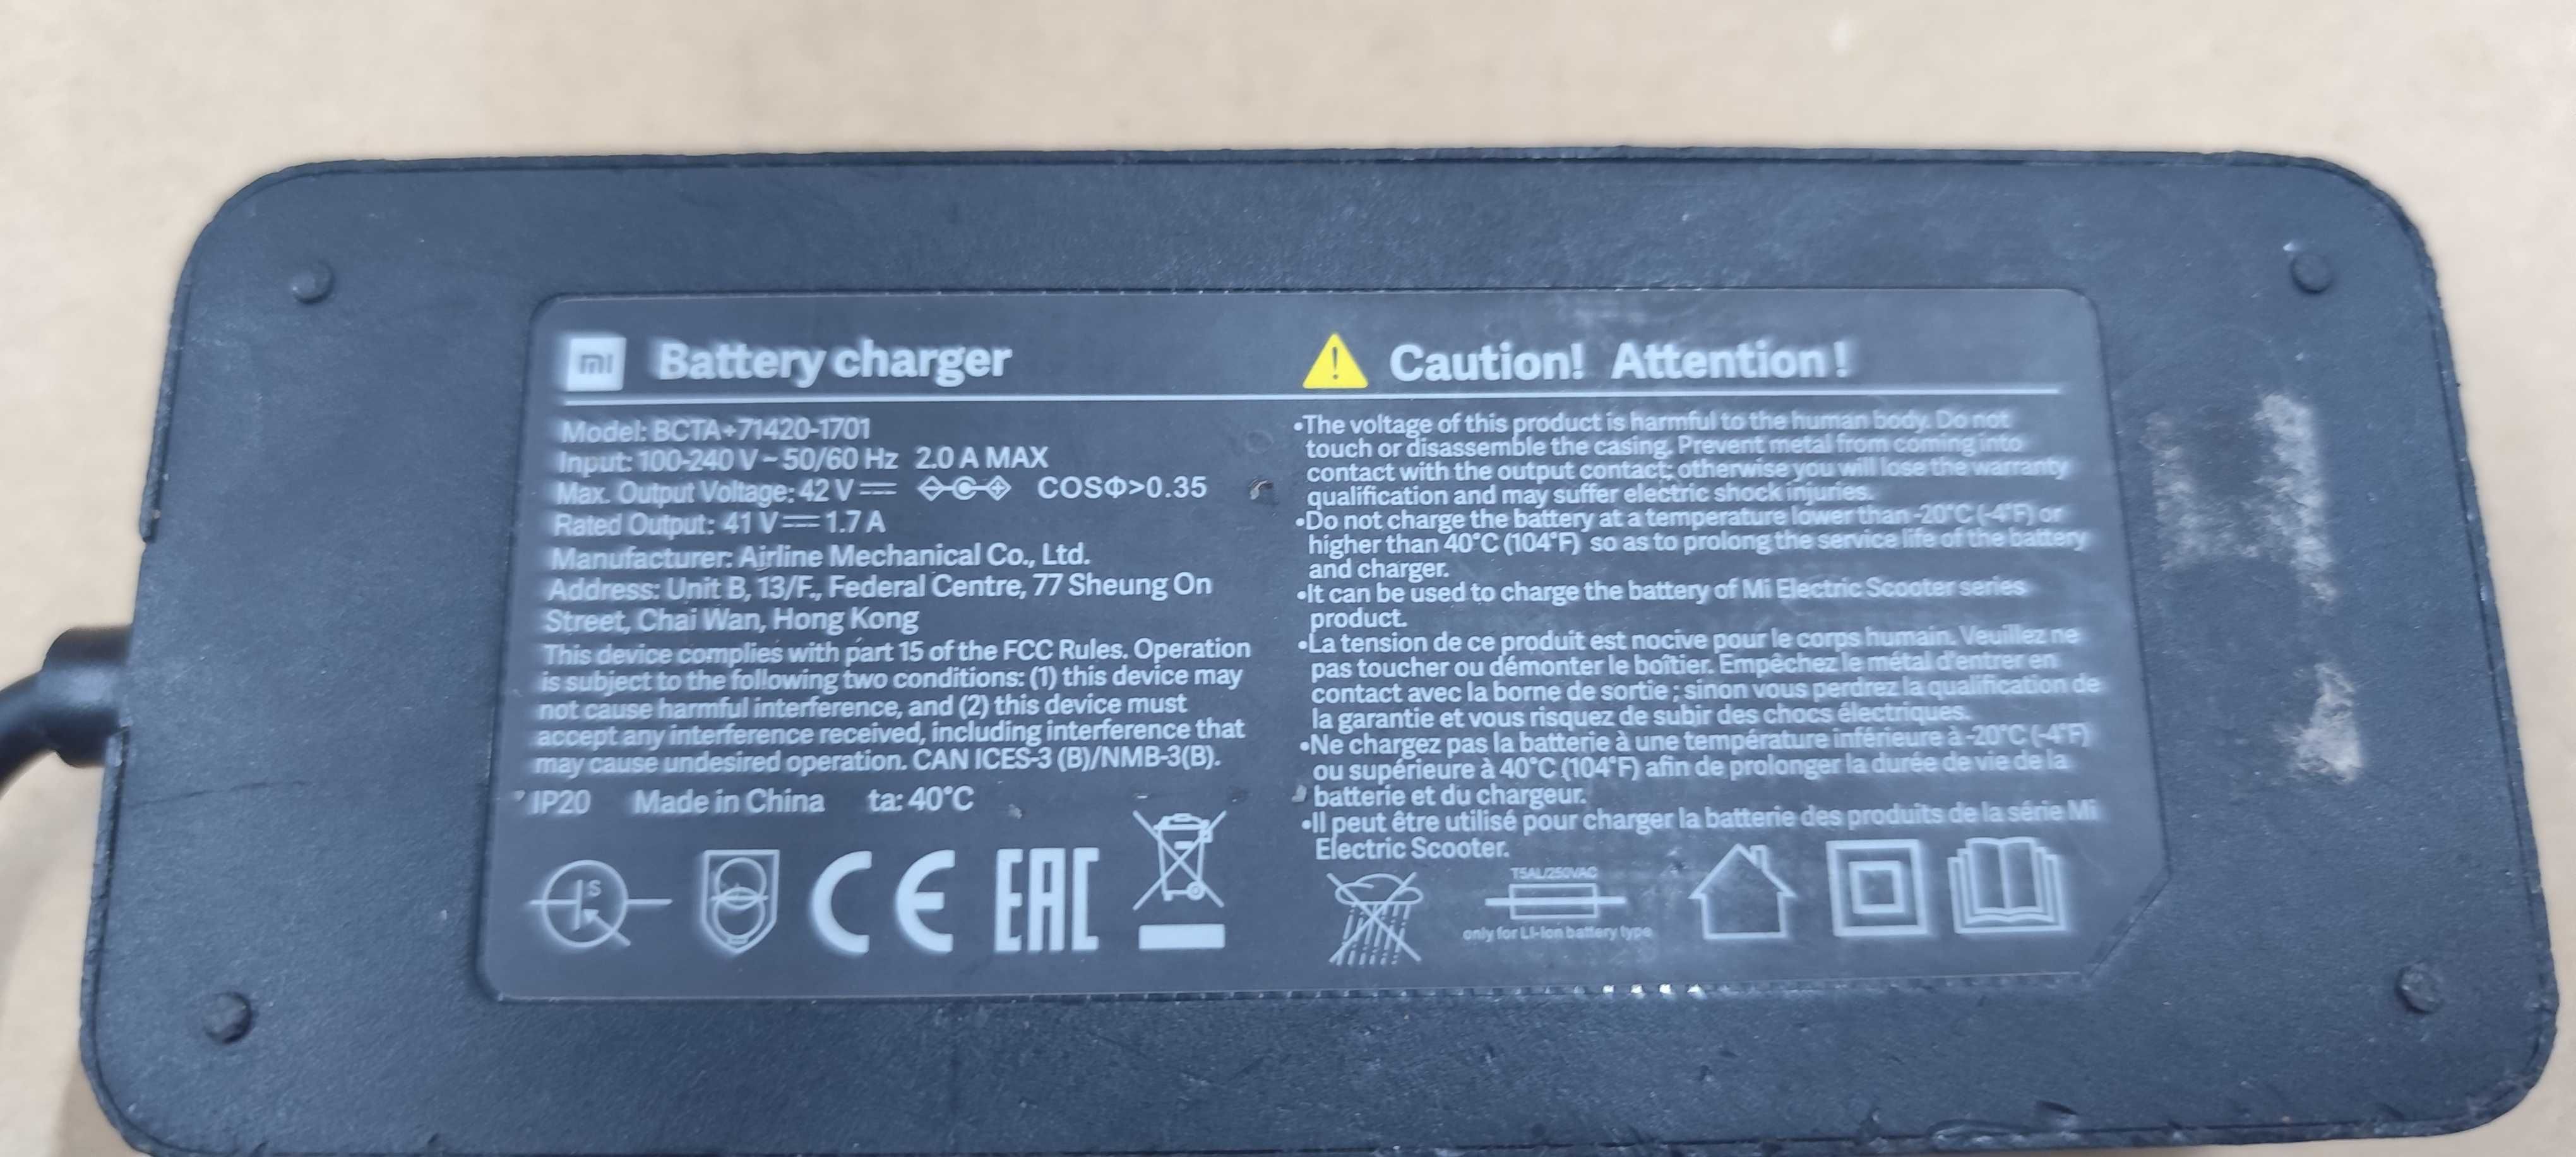 mi Battery charger
Model: BCTA+71420-1701
Input: 100-240 V ~ 50/60 Hz 2.0 A MAX
Max. Output Voltage: 42 V COSΦ>0.35
Rated Output: 41 V 1.7 A
Manufacturer: Airline Mechanical Co., Ltd.
Address: Unit B, 13/F., Federal Centre, 77 Sheung On
Street, Chai Wan, Hong Kong
This device complies with part 15 of the FCC Rules. Operation
is subject to the following two conditions: (1) this device may
not cause harmful interference, and (2) this device must
accept any interference received, including interference that
may cause undesired operation. CAN ICES-3 (B)/NMB-3(B).
IP20 Made in China ta: 40°C
S
CE EAC
! Caution! Attention!
•The voltage of this product is harmful to the human body. Do not
touch or disassemble the casing. Prevent metal from coming into
contact with the output contact; otherwise you will lose the warranty
qualification and may suffer electric shock injuries.
•Do not charge the battery at a temperature lower than -20°C (-4°F) or
higher than 40°C (104°F) so as to prolong the service life of the battery
and charger.
•It can be used to charge the battery of Mi Electric Scooter series
product.
•La tension de ce produit est nocive pour le corps humain. Veuillez ne
pas toucher ou démonter le boîtier. Empêchez le métal d'entrer en
contact avec la borne de sortie ; sinon vous perdrez la qualification de
la garantie et vous risquez de subir des chocs électriques.
•Ne chargez pas la batterie à une température inférieure à -20°C (-4°F)
ou supérieure à 40°C (104°F) afin de prolonger la durée de vie de la
batterie et du chargeur.
•Il peut être utilisé pour charger la batterie des produits de la série Mi
Electric Scooter.
T5AL/250VAC
only for Li-Ion battery type